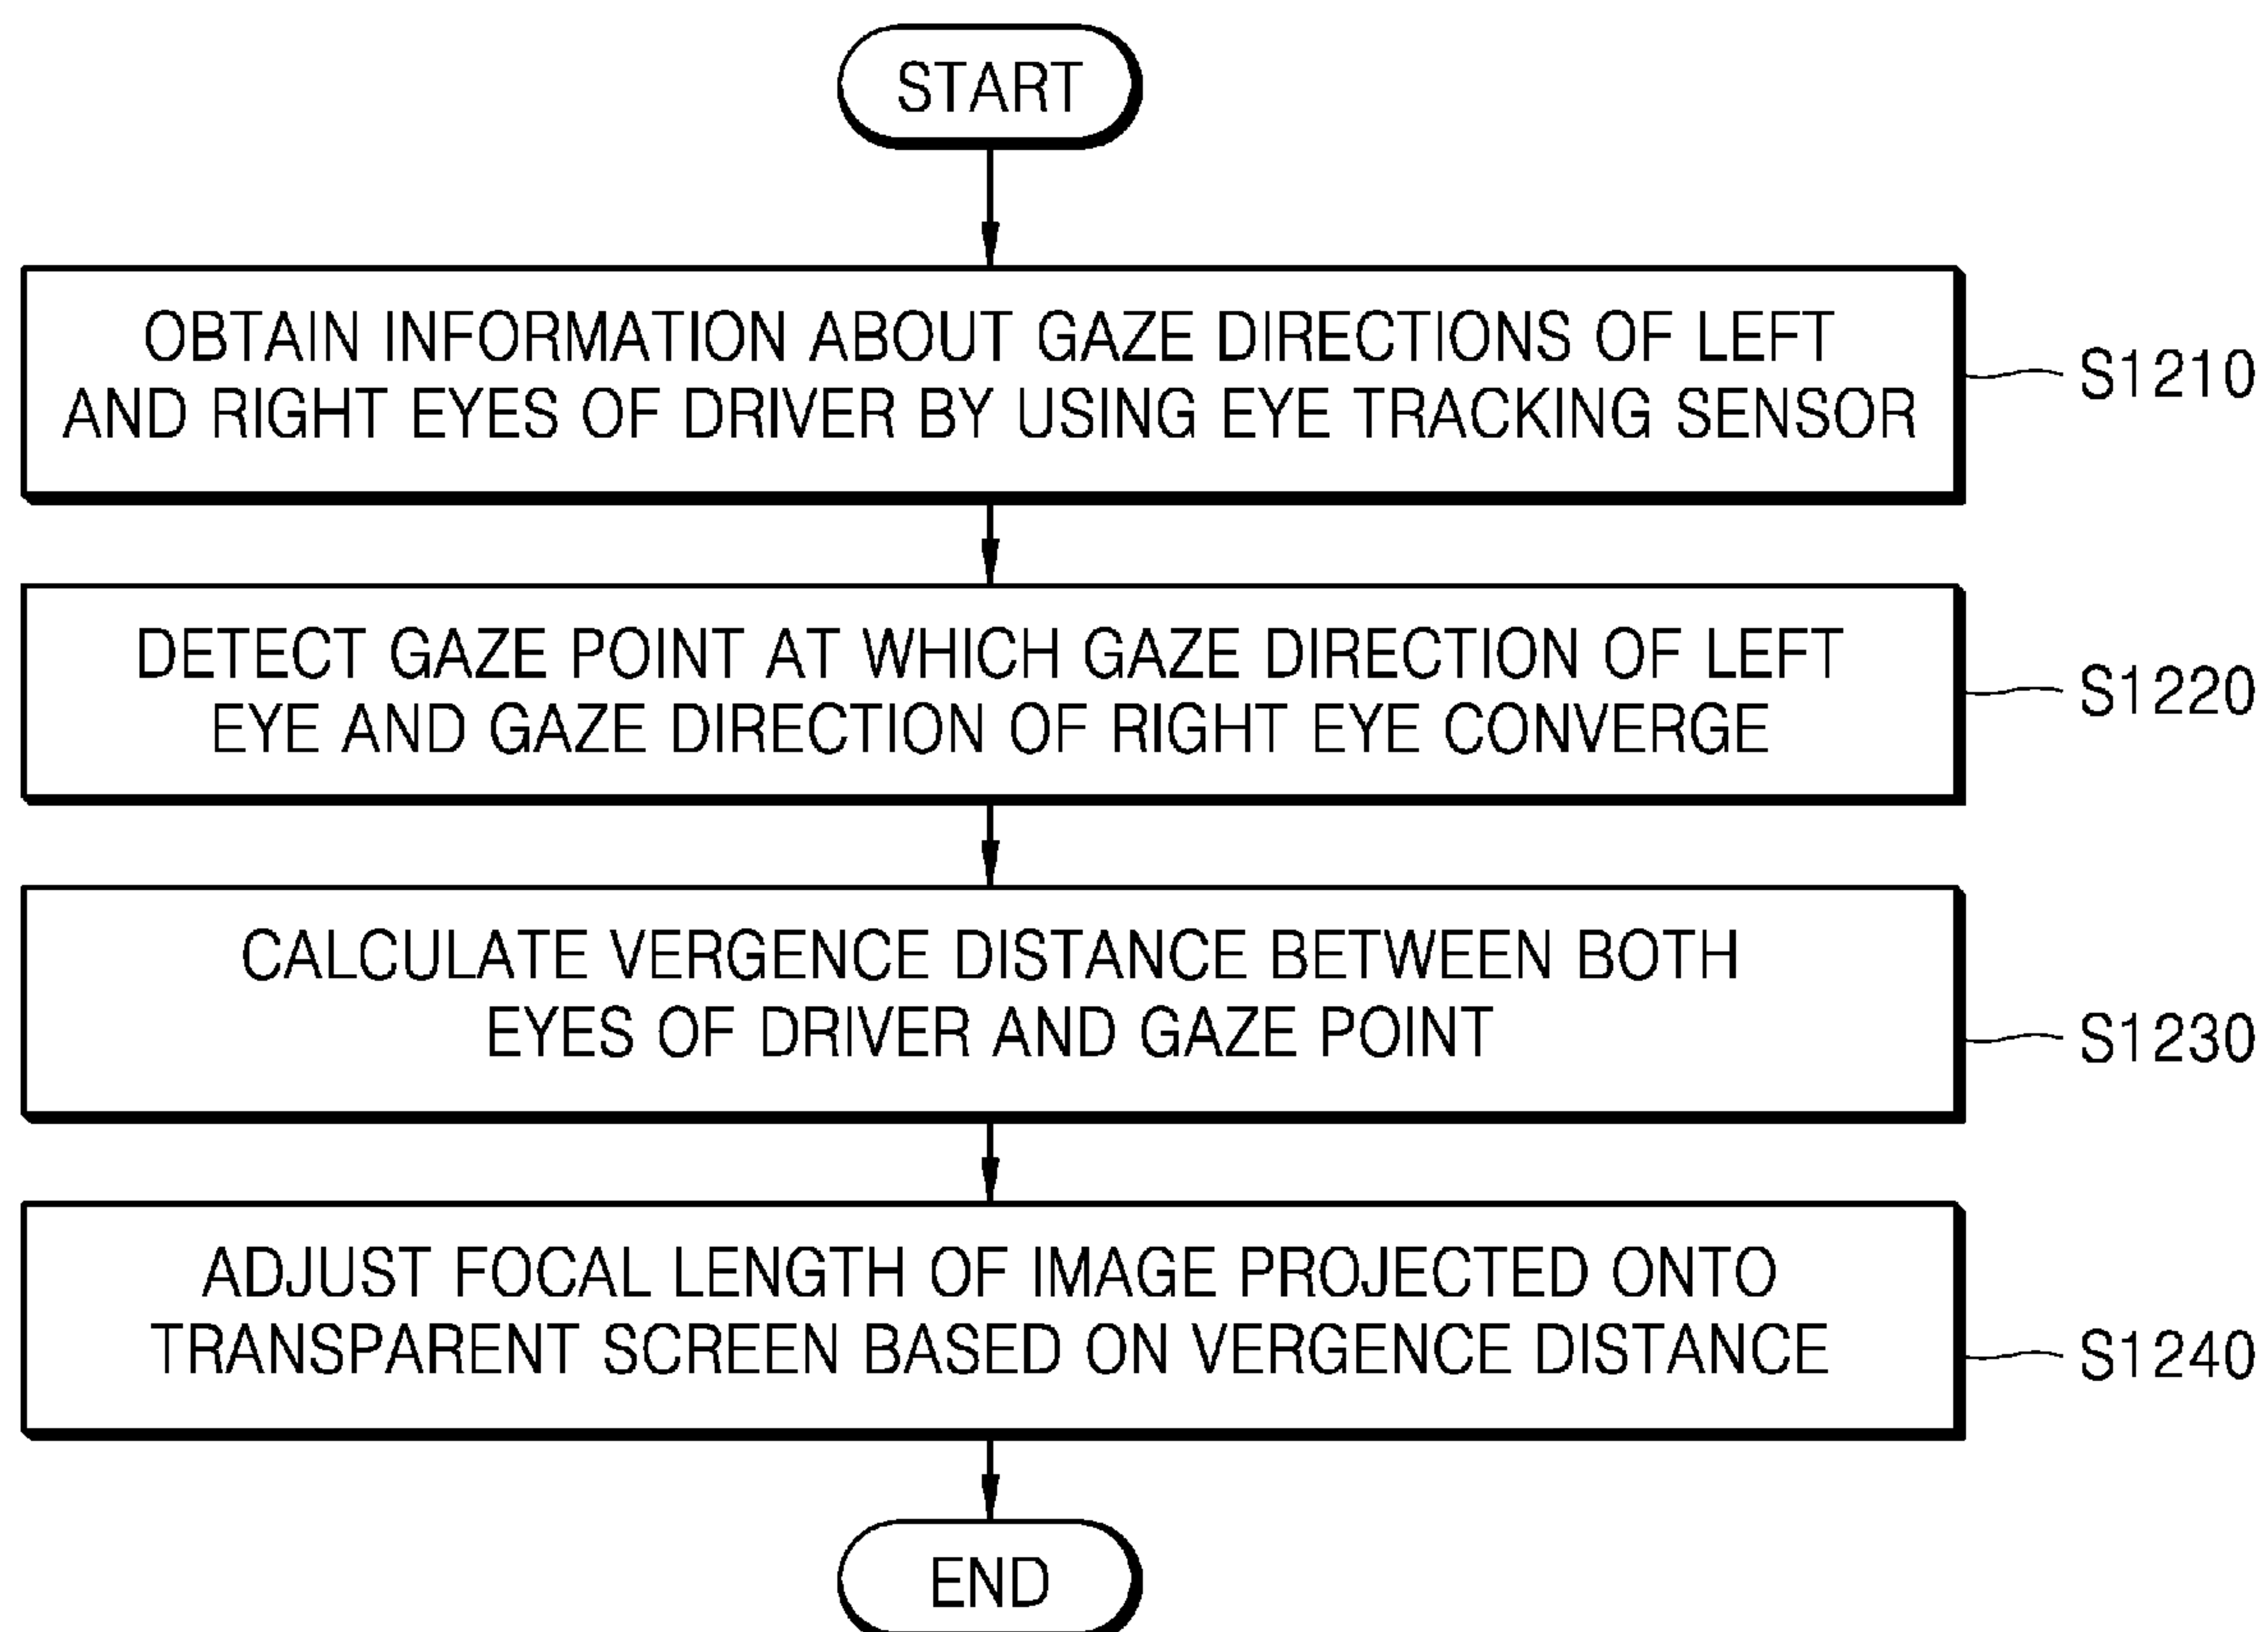 START
OBTAIN INFORMATION ABOUT GAZE DIRECTIONS OF LEFT
AND RIGHT EYES OF DRIVER BY USING EYE TRACKING SENSOR
S1210
DETECT GAZE POINT AT WHICH GAZE DIRECTION OF LEFT
EYE AND GAZE DIRECTION OF RIGHT EYE CONVERGE
S1220
CALCULATE VERGENCE DISTANCE BETWEEN BOTH
EYES OF DRIVER AND GAZE POINT
S1230
ADJUST FOCAL LENGTH OF IMAGE PROJECTED ONTO
TRANSPARENT SCREEN BASED ON VERGENCE DISTANCE
S1240
END